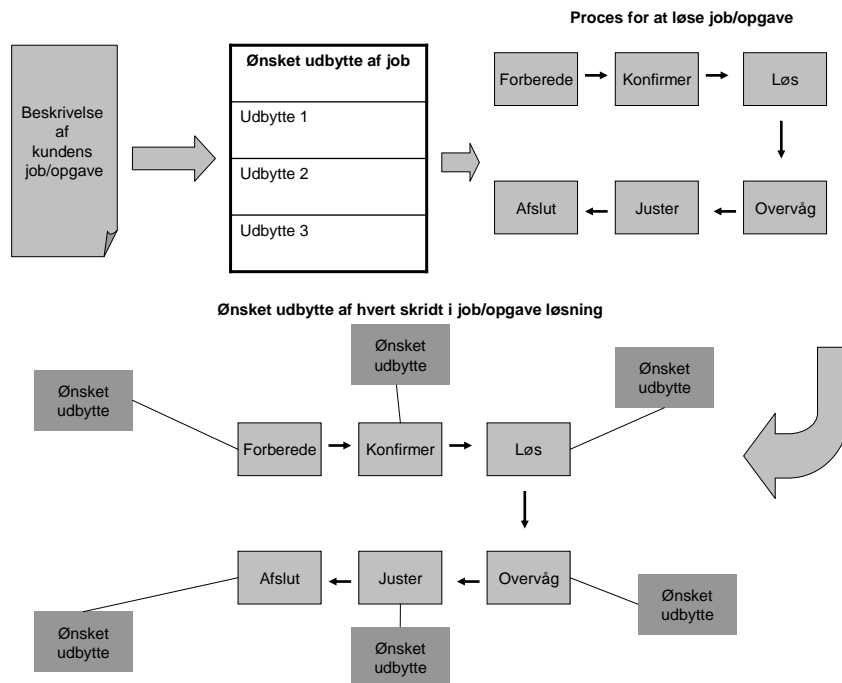 Proces for at løse job/opgave
Beskrivelse
af
kundens
job/opgave
Ønsket udbytte af job
Udbytte 1
Udbytte 2
Udbytte 3
Forberede
Konfirmer
Løs
Afslut
Juster
Overvåg
Ønsket udbytte af hvert skridt i job/opgave løsning
Ønsket
udbytte
Ønsket
udbytte
Ønsket
udbytte
Forberede
Konfirmer
Løs
Afslut
Juster
Overvåg
Ønsket
udbytte
Ønsket
udbytte
Ønsket
udbytte